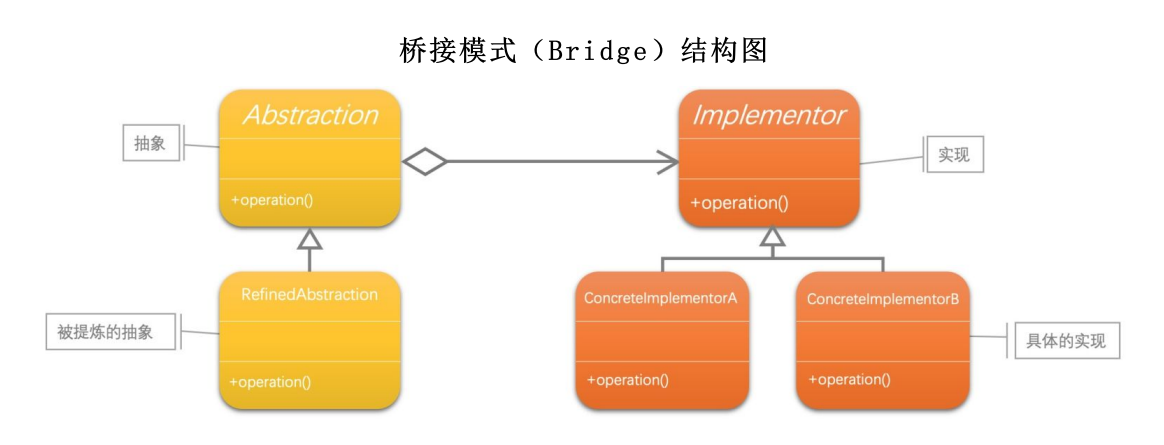 桥接模式（Bridge）结构图
Abstraction
+operation()
抽象
Implementor
+operation()
实现
RefinedAbstraction
+operation()
被提炼的抽象
ConcreteImplementorA
+operation()
ConcreteImplementorB
+operation()
具体的实现